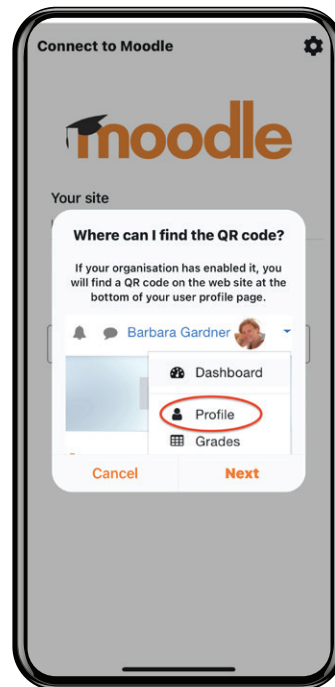 Connect to Moodle
moodle
Your site
Where can I find the QR code?
If your organisation has enabled it, you
will find a QR code on the web site at the
bottom of your user profile page.
Barbara Gardner
Dashboard
Profile
Grades
Cancel Next